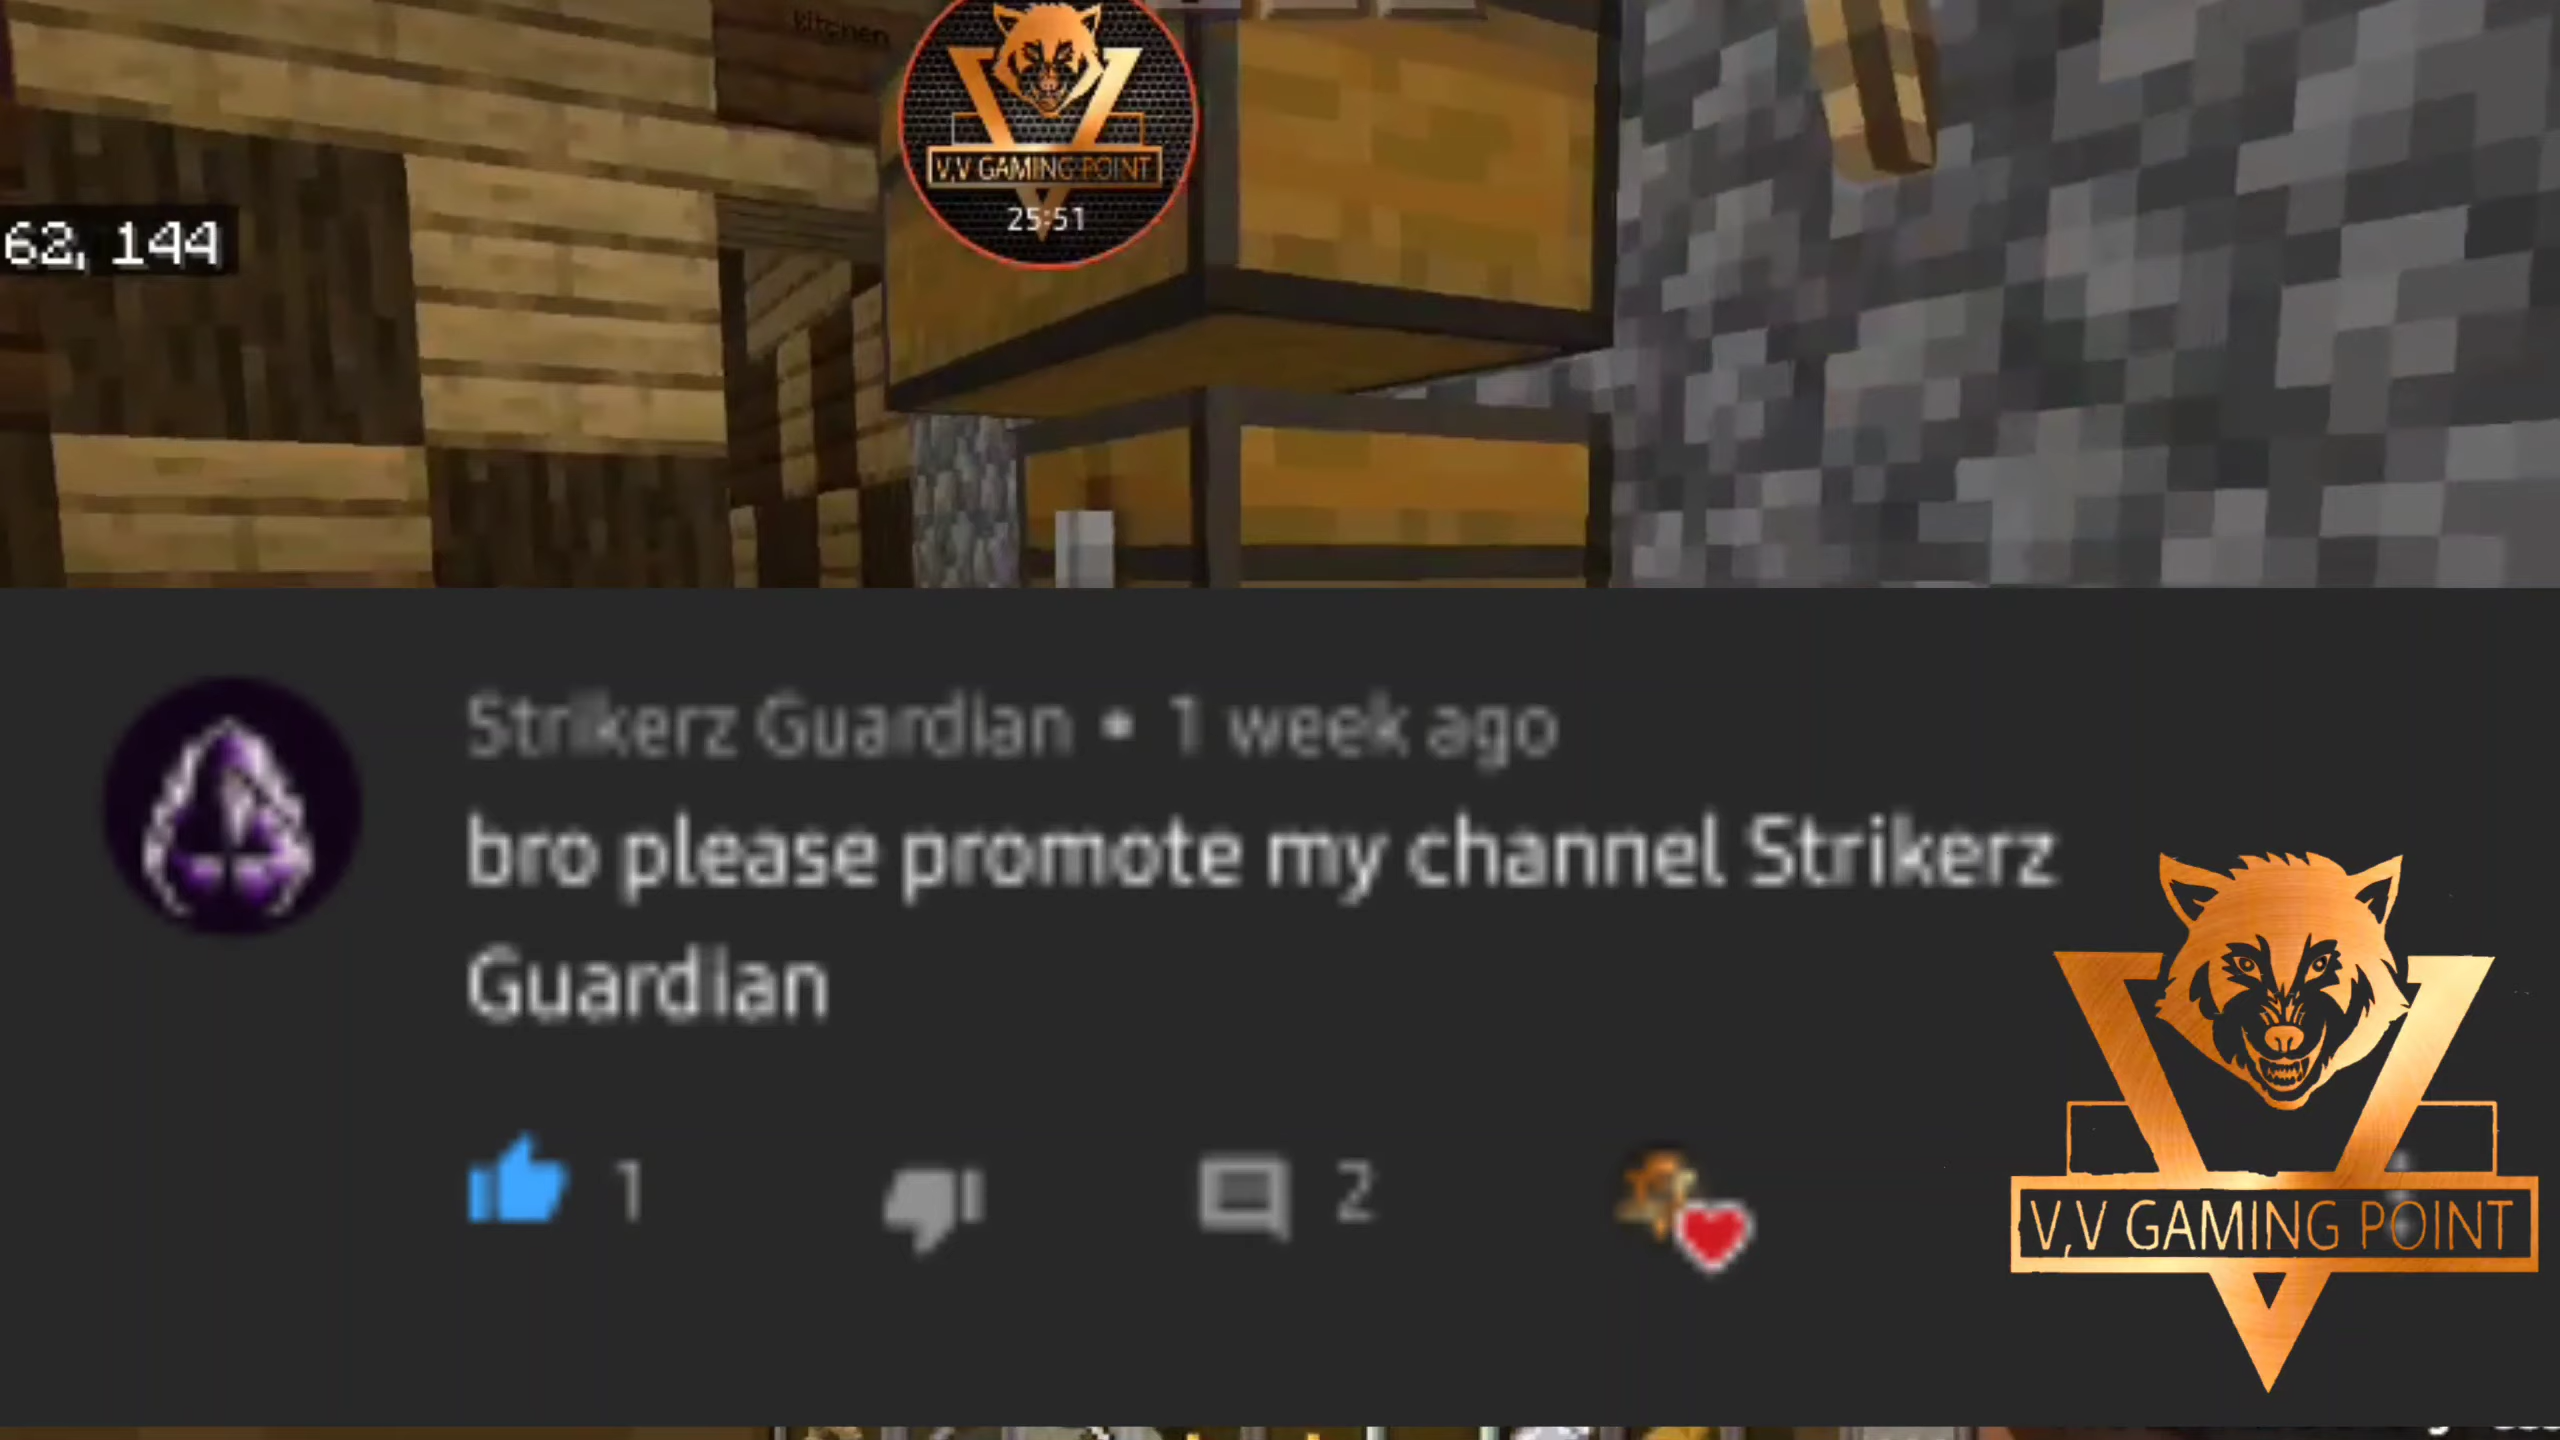 kitchen
V,V GAMING POINT
25:51
62, 144
Strikerz Guardian • 1 week ago
bro please promote my channel Strikerz
Guardian
1
2
V,V GAMING POINT